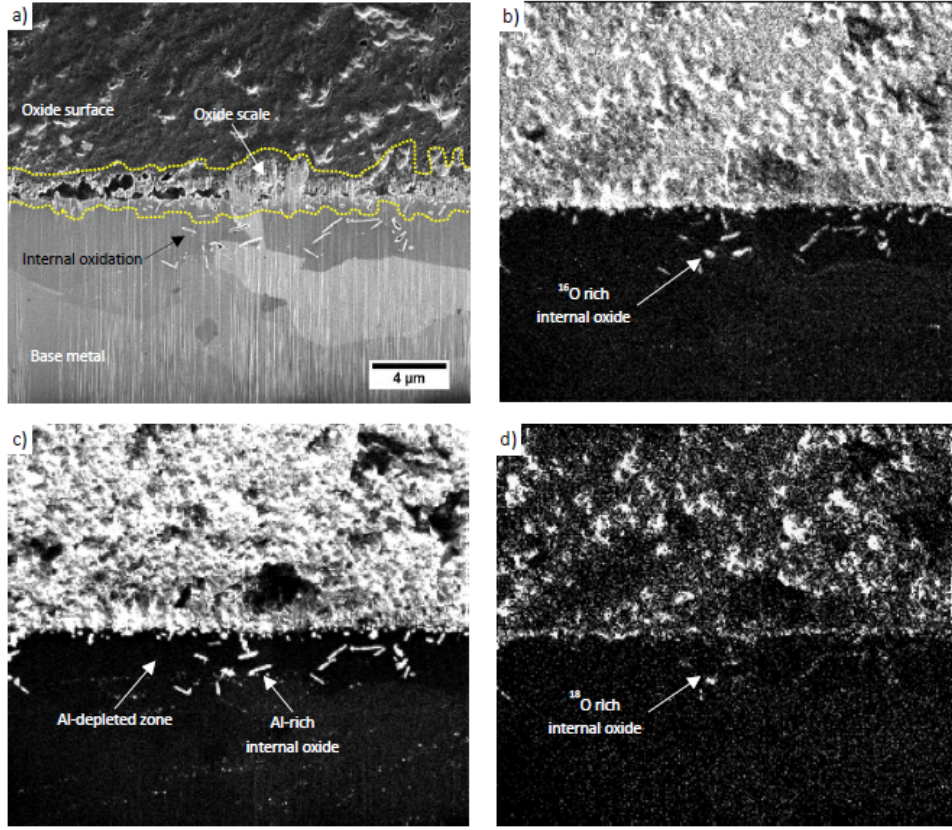 a)
Oxide surface
Oxide scale
Internal oxidation
Base metal
4 μm
b)
¹⁶O rich
internal oxide
c)
Al-depleted zone
Al-rich
internal oxide
d)
¹⁸O rich
internal oxide